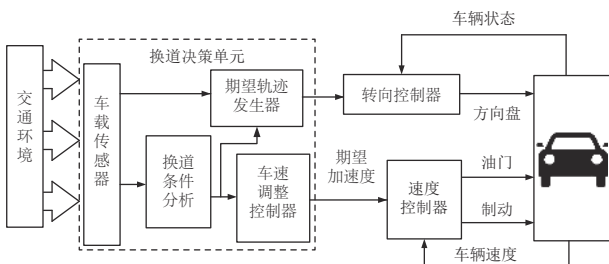 车辆状态
换道决策单元
交通环境
车载传感器
期望轨迹
发生器
转向控制器
方向盘
换道
条件
分析
车速
调整
控制器
期望
加速度
速度
控制器
油门
制动
车辆速度